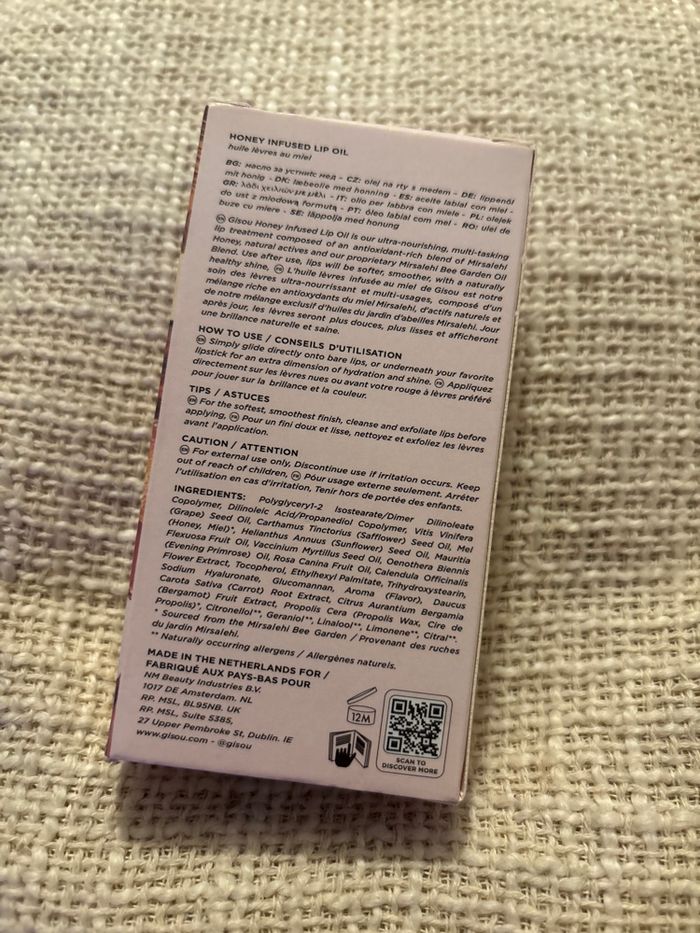 HONEY INFUSED LIP OIL
huile lèvres au miel
BG: масло за устните мед - CZ: olej na rty s medem - DE: lippenöl
mit honig - DK: læbeolie med honning - ES: aceite labial con miel -
GR: λάδι χειλιών με μέλι - IT: olio per labbra con miele - PL: olejek
do ust z miodową formułą - PT: óleo labial com mel - RO: ulei de
buze cu miere - SE: läppolja med honung
EN Gisou Honey Infused Lip Oil is our ultra-nourishing, multi-tasking
lip treatment composed of an antioxidant-rich blend of Mirsalehi
Honey, natural actives and our proprietary Mirsalehi Bee Garden Oil
Blend. Use after use, lips will be softer, smoother, with a naturally
healthy shine, FR L'huile lèvres infusée au miel de Gisou est notre
soin des lèvres ultra-nourrissant et multi-usages, composé d'un
mélange riche en antioxydants du miel Mirsalehi, d'actifs naturels et
de notre mélange exclusif d'huiles du jardin d'abeilles Mirsalehi. Jour
après jour, les lèvres seront plus douces, plus lisses et afficheront
une brillance naturelle et saine.
HOW TO USE / CONSEILS D'UTILISATION
EN Simply glide directly onto bare lips, or underneath your favorite
lipstick for an extra dimension of hydration and shine. FR Appliquez
directement sur les lèvres nues ou avant votre rouge à lèvres préféré
pour jouer sur la brillance et la couleur.
TIPS / ASTUCES
EN For the softest, smoothest finish, cleanse and exfoliate lips before
applying, FR Pour un fini doux et lisse, nettoyez et exfoliez les lèvres
avant l'application.
CAUTION / ATTENTION
EN For external use only, Discontinue use if irritation occurs. Keep
out of reach of children, FR Pour usage externe seulement. Arrêter
l'utilisation en cas d'irritation, Tenir hors de portée des enfants.
INGREDIENTS: Polyglyceryl-2 Isostearate/Dimer Dilinoleate
Copolymer, Dilinoleic Acid/Propanediol Copolymer, Vitis Vinifera
(Grape) Seed Oil, Carthamus Tinctorius (Safflower) Seed Oil, Mel
(Honey, Miel)*, Helianthus Annuus (Sunflower) Seed Oil, Mauritia
Flexuosa Fruit Oil, Vaccinium Myrtillus Seed Oil, Oenothera Biennis
(Evening Primrose) Oil, Rosa Canina Fruit Oil, Calendula Officinalis
Flower Extract, Tocopherol, Ethylhexyl Palmitate, Trihydroxystearin,
Sodium Hyaluronate, Glucomannan, Aroma (Flavor), Daucus
Carota Sativa (Carrot) Root Extract, Citrus Aurantium Bergamia
(Bergamot) Fruit Extract, Propolis Cera (Propolis Wax, Cire de
Propolis)*, Citronellol**, Geraniol**, Linalool**, Limonene**, Citral**.
* Sourced from the Mirsalehi Bee Garden / Provenant des ruches
du jardin Mirsalehi.
** Naturally occurring allergens / Allergènes naturels.
MADE IN THE NETHERLANDS FOR /
FABRIQUÉ AUX PAYS-BAS POUR
NM Beauty Industries B.V.
1017 DE Amsterdam. NL
RP. MSL, BL95NB. UK
RP. MSL, Suite 5385,
27 Upper Pembroke St, Dublin. IE
www.gisou.com - @gisou
12M
SCAN TO
DISCOVER MORE